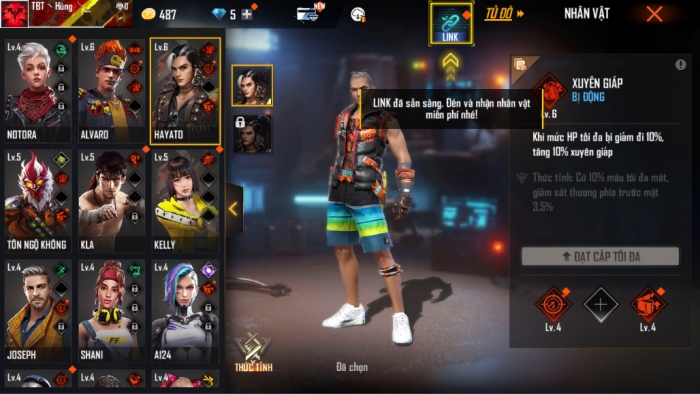 TBT - Hùng
487
5
NEW
LINK
TỰ DO
NHÂN VẬT
Lv.4
NOTORA
Lv.6
ALVARO
Lv.6
HAYATO
LINK đã sẵn sàng. Đến và nhận nhân vật
miễn phí nhé!
XUYÊN GIÁP
BỊ ĐỘNG
Lv. 6
Khi mức HP tối đa bị giảm đi 10%,
tăng 10% xuyên giáp
Thức tỉnh: Cứ 10% máu tối đa mất,
giảm sát thương phía trước mặt
3.5%
Lv.5
TÔN NGỘ KHÔNG
Lv.5
KLA
Lv.5
KELLY
ĐẠT CẤP TỐI ĐA
Lv.4
JOSEPH
Lv.4
SHANI
FF
Lv.4
AI24
Lv. 4
Lv. 4
THỨC TỈNH
Đã chọn
Lv.4
Lv.4
Lv.4